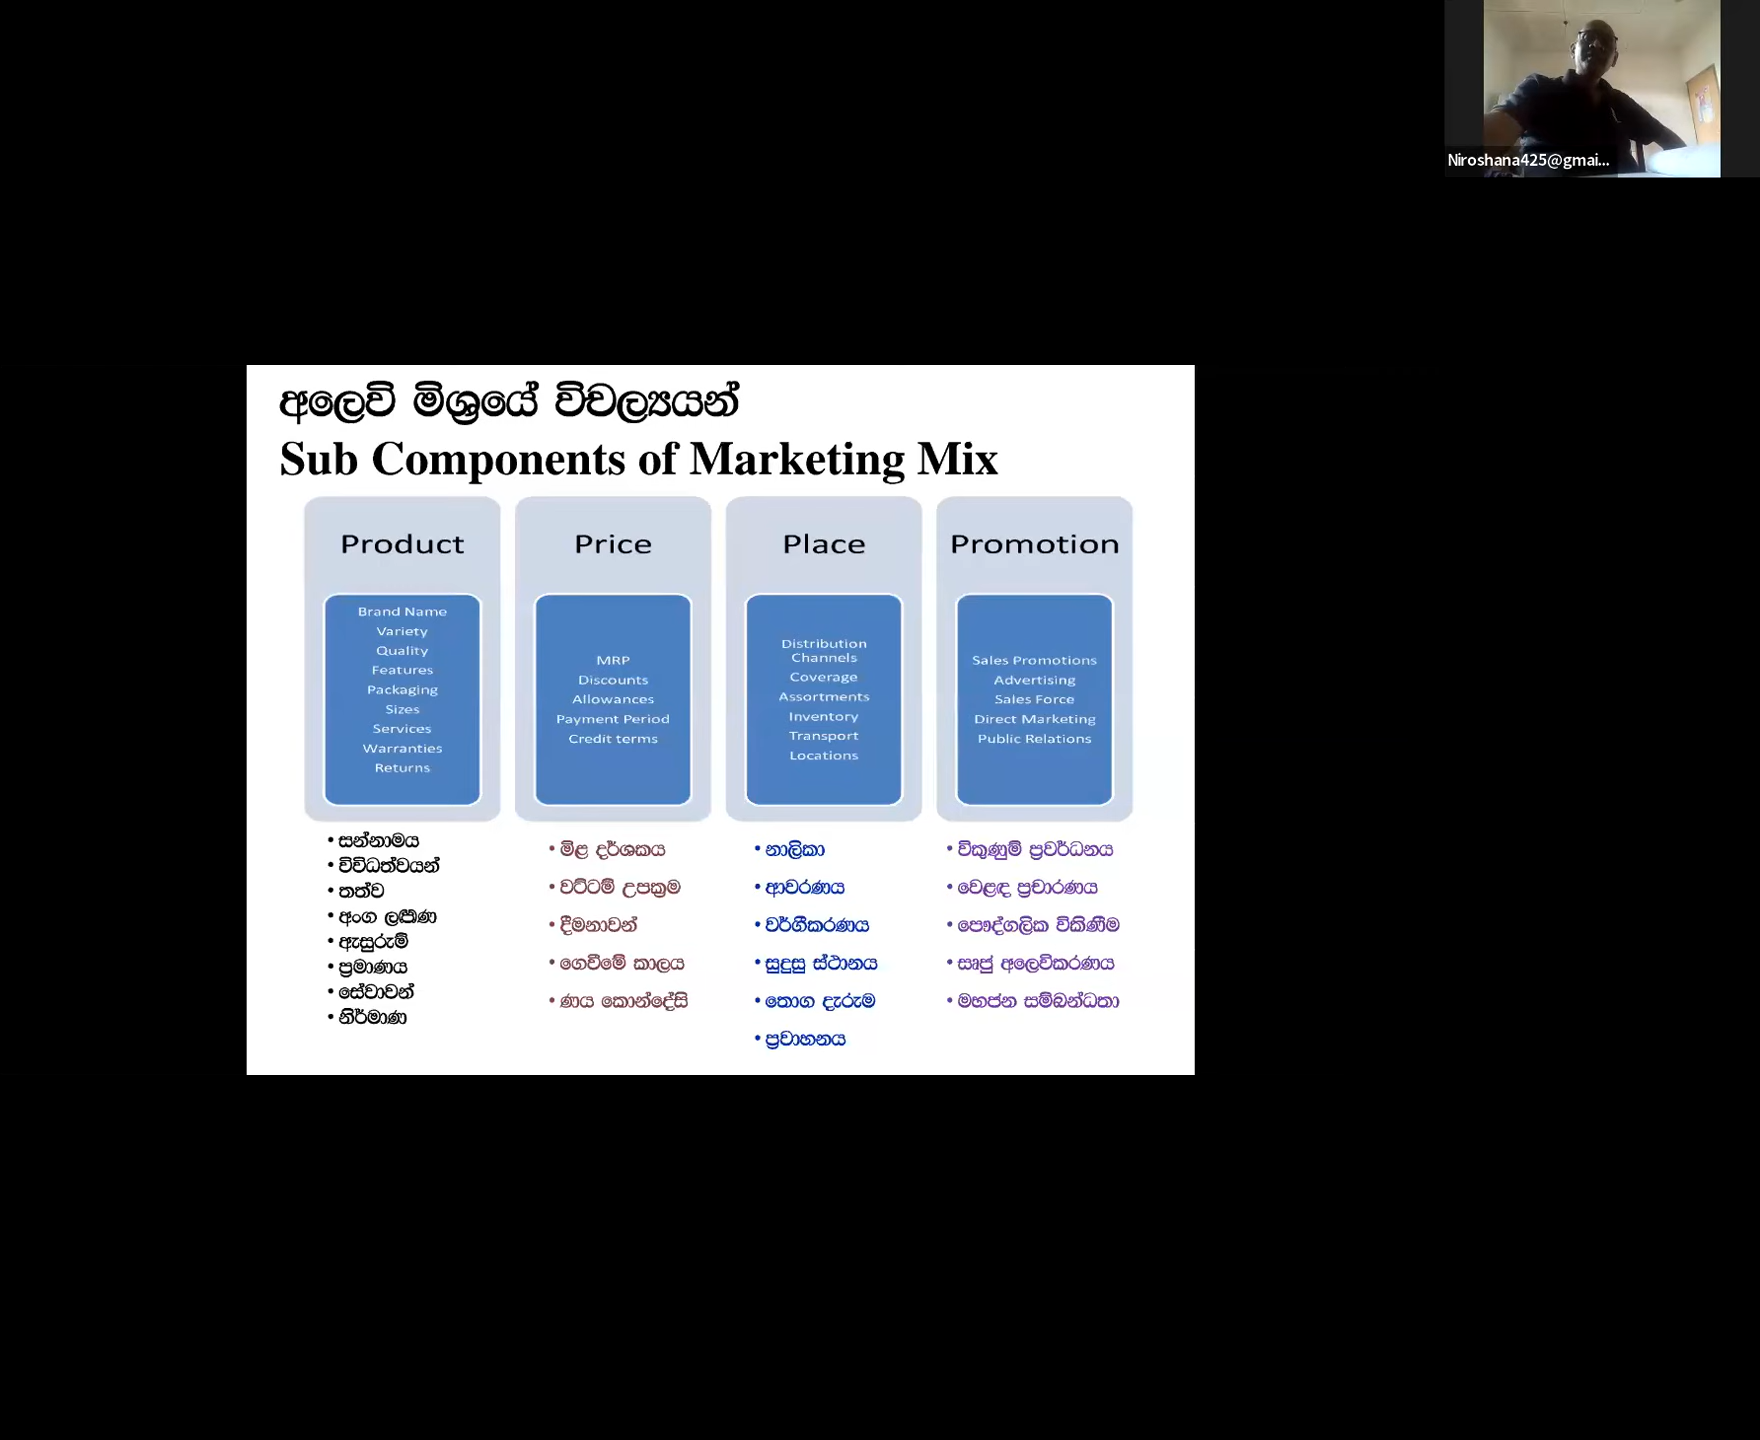 Niroshana425@gmai...
අලෙවි මිශ්‍රයේ විචල්‍යයන්
Sub Components of Marketing Mix
Product
Brand Name
Variety
Quality
Features
Packaging
Sizes
Services
Warranties
Returns
Price
MRP
Discounts
Allowances
Payment Period
Credit terms
Place
Distribution
Channels
Coverage
Assortments
Inventory
Transport
Locations
Promotion
Sales Promotions
Advertising
Sales Force
Direct Marketing
Public Relations
• සන්නාමය
• විවිධත්වයන්
• තත්ව
• අංග ලක්‍ෂණ
• ඇසුරුම්
• ප්‍රමාණය
• සේවාවන්
• නිර්මාණ
• මිළ දර්ශකය
• වට්ටම් උපක්‍රම
• දීමනාවන්
• ගෙවීමේ කාලය
• ණය කොන්දේසි
• නාලිකා
• ආවරණය
• වර්ගීකරණය
• සුදුසු ස්ථානය
• තොග දැරුම
• ප්‍රවාහනය
• විකුණුම් ප්‍රවර්ධනය
• වෙළඳ ප්‍රචාරණය
• පෞද්ගලික විකිණීම
• සෘජු අලෙවිකරණය
• මහජන සම්බන්ධතා